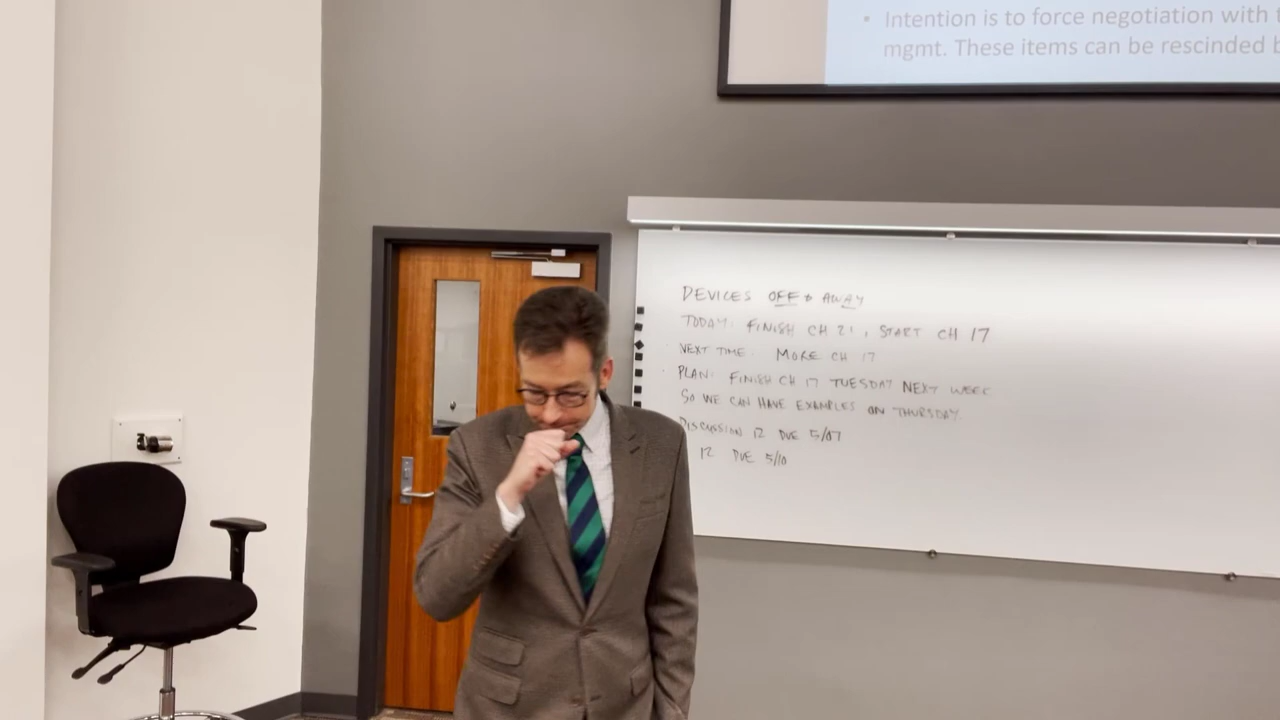 • Intention is to force negotiation with
mgmt. These items can be rescinded
DEVICES OFF & AWAY
TODAY: FINISH CH 21, START CH 17
NEXT TIME: MORE CH 17
PLAN: FINISH CH 17 TUESDAY NEXT WEEK
SO WE CAN HAVE EXAMPLES ON THURSDAY.
DISCUSSION 12 DUE 5/07
12 DUE 5/10